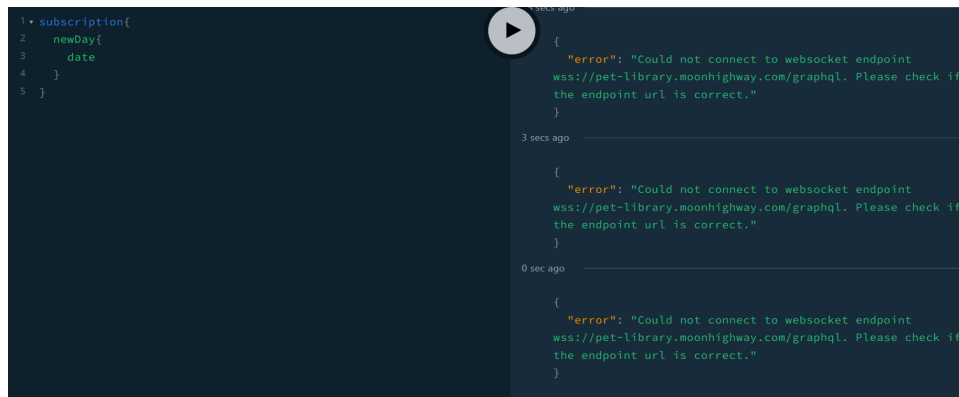 1 subscription{
2 newDay{
3 date
4 }
5 }
secs ago
{
"error": "Could not connect to websocket endpoint
wss://pet-library.moonhighway.com/graphql. Please check if
the endpoint url is correct."
}
3 secs ago
{
"error": "Could not connect to websocket endpoint
wss://pet-library.moonhighway.com/graphql. Please check if
the endpoint url is correct."
}
0 sec ago
{
"error": "Could not connect to websocket endpoint
wss://pet-library.moonhighway.com/graphql. Please check if
the endpoint url is correct."
}